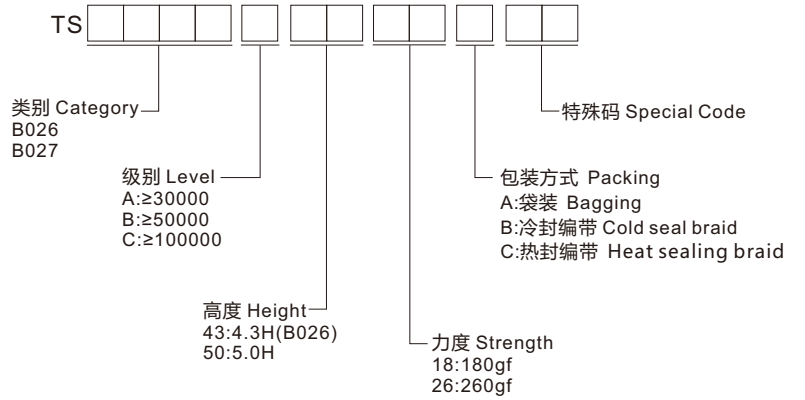 TS
类别 Category
B026
B027
特殊码 Special Code
级别 Level
A:≥30000
B:≥50000
C:≥100000
包装方式 Packing
A:袋装 Bagging
B:冷封编带 Cold seal braid
C:热封编带 Heat sealing braid
高度 Height
43:4.3H(B026)
50:5.0H
力度 Strength
18:180gf
26:260gf